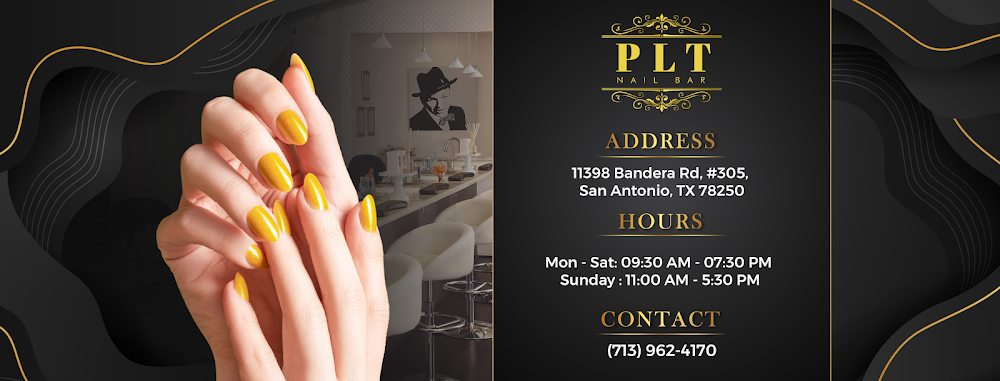 PLT
NAIL BAR
ADDRESS
11398 Bandera Rd, #305,
San Antonio, TX 78250
HOURS
Mon - Sat: 09:30 AM - 07:30 PM
Sunday : 11:00 AM - 5:30 PM
CONTACT
(713) 962-4170